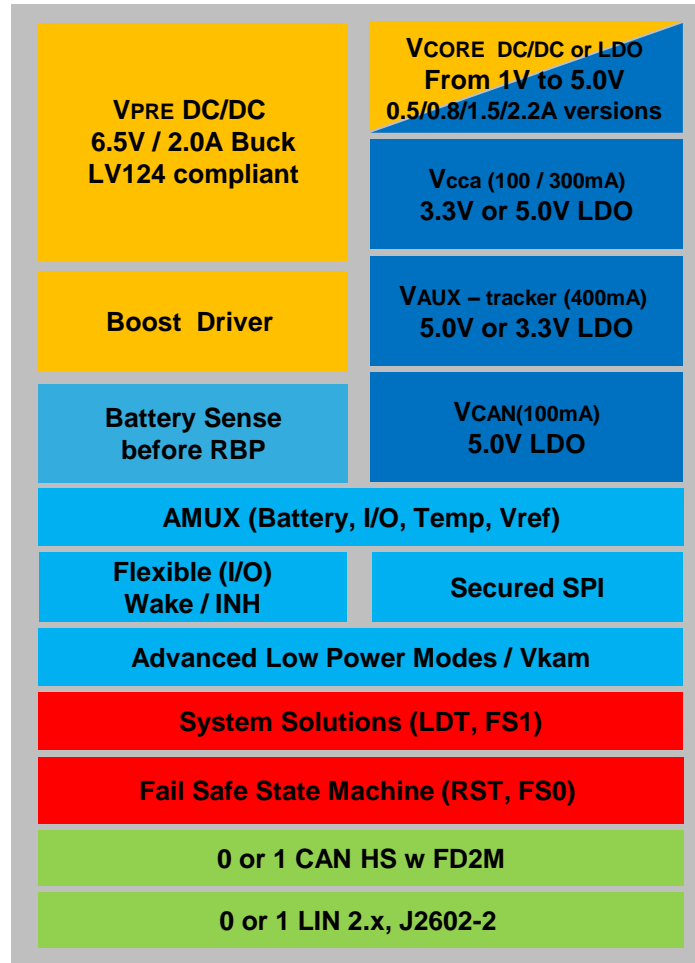 VPRE DC/DC
6.5V / 2.0A Buck
LV124 compliant
VCORE DC/DC or LDO
From 1V to 5.0V
0.5/0.8/1.5/2.2A versions
Vcca (100 / 300mA)
3.3V or 5.0V LDO
Boost Driver
VAUX – tracker (400mA)
5.0V or 3.3V LDO
Battery Sense
before RBP
VCAN(100mA)
5.0V LDO
AMUX (Battery, I/O, Temp, Vref)
Flexible (I/O)
Wake / INH
Secured SPI
Advanced Low Power Modes / Vkam
System Solutions (LDT, FS1)
Fail Safe State Machine (RST, FS0)
0 or 1 CAN HS w FD2M
0 or 1 LIN 2.x, J2602-2